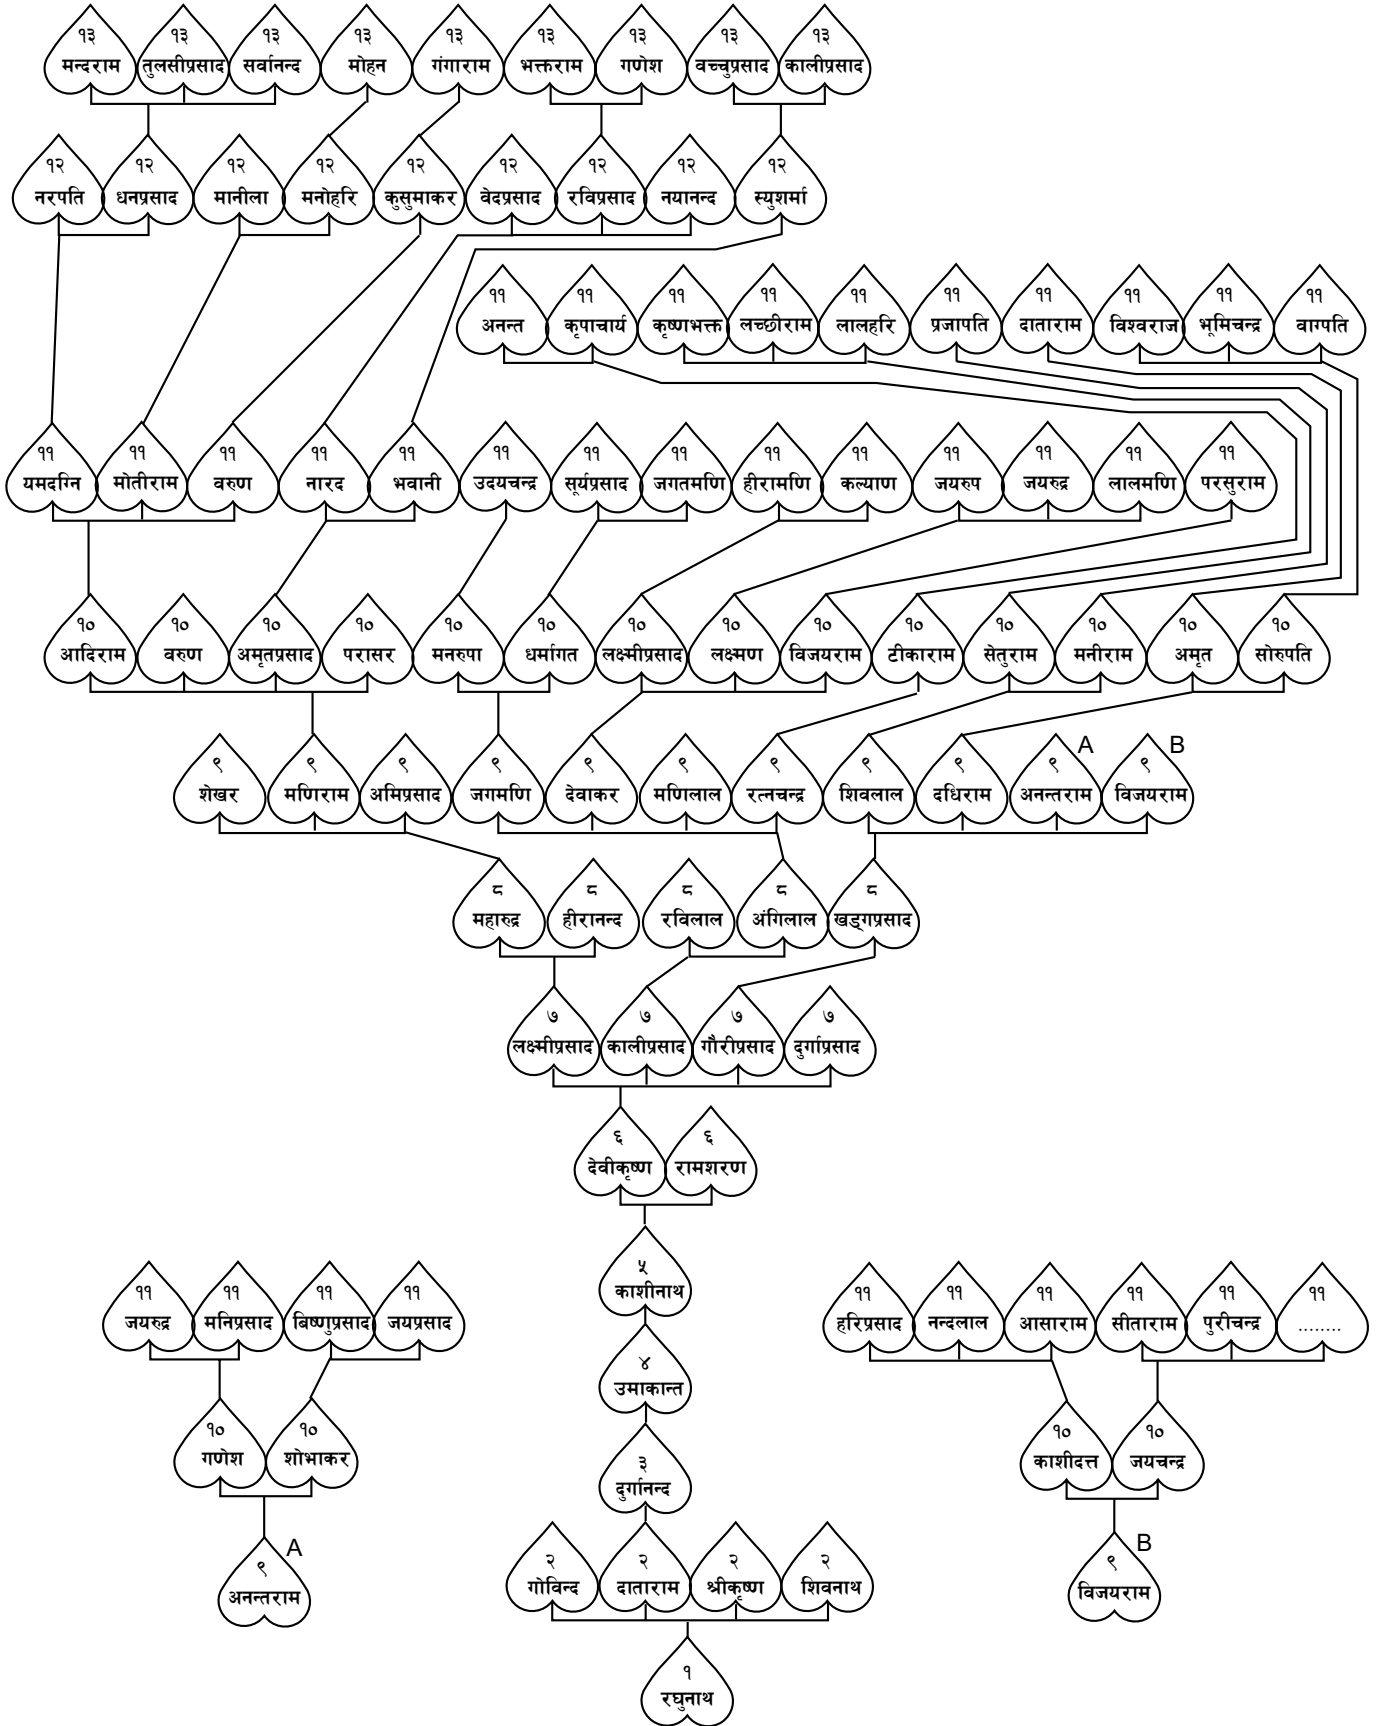 १३ १३ १३ १३ १३ १३ १३ १३ १३
मन्दराम तुलसीप्रसाद सर्वानन्द मोहन गंगाराम भक्तराम गणेश वच्चुप्रसाद कालीप्रसाद
१२ १२ १२ १२ १२ १२ १२ १२ १२
नरपति धनप्रसाद मानीला मनोहरि कुसुमाकर वेदप्रसाद रविप्रसाद नयानन्द स्युशर्मा
११ ११ ११ ११ ११ ११ ११ ११ ११ ११
अनन्त कृपाचार्य कृष्णभक्त लच्छीराम लालहरि प्रजापति दाताराम विश्वराज भूमिचन्द्र वाग्पति
११ ११ ११ ११ ११ ११ ११ ११ ११ ११ ११ ११ ११ ११
यमदग्नि मोतीराम वरुण नारद भवानी उदयचन्द्र सूर्यप्रसाद जगतमणि हीरामणि कल्याण जयरुप जयरुद्र लालमणि परसुराम
१० १० १० १० १० १० १० १० १० १० १० १० १० १०
आदिराम वरुण अमृतप्रसाद परासर मनरुपा धर्मागत लक्ष्मीप्रसाद लक्ष्मण विजयराम टीकाराम सेतुराम मनीराम अमृत सोरुपति
A B
९ ९ ९ ९ ९ ९ ९ ९ ९ ९ ९
शेखर मणिराम अमिप्रसाद जगमणि देवाकर मणिलाल रत्नचन्द्र शिवलाल दधिराम अनन्तराम विजयराम
८ ८ ८ ८ ८
महारुद्र हीरानन्द रविलाल अंगिलाल खड्गप्रसाद
७ ७ ७ ७
लक्ष्मीप्रसाद कालीप्रसाद गौरीप्रसाद दुर्गाप्रसाद
६ ६
देवीकृष्ण रामशरण
५
काशीनाथ
११ ११ ११ ११
जयरुद्र मनिप्रसाद बिष्णुप्रसाद जयप्रसाद
११ ११ ११ ११ ११ ११
हरिप्रसाद नन्दलाल आसाराम सीताराम पुरीचन्द्र ........
४
उमाकान्त
१० १०
गणेश शोभाकर
१० १०
काशीदत्त जयचन्द्र
३
दुर्गानन्द
A
९
अनन्तराम
२ २ २ २
गोविन्द दाताराम श्रीकृष्ण शिवनाथ
B
९
विजयराम
१
रघुनाथ